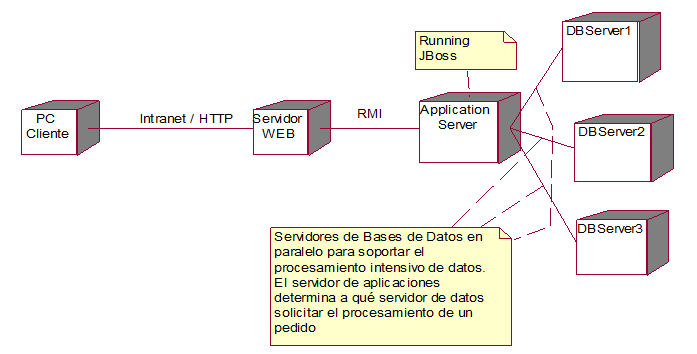 DBServer1
Running
JBoss
PC
Cliente
Intranet / HTTP
Servidor
WEB
RMI
Application
Server
DBServer2
DBServer3
Servidores de Bases de Datos en
paralelo para soportar el
procesamiento intensivo de datos.
El servidor de aplicaciones
determina a qué servidor de datos
solicitar el procesamiento de un
pedido